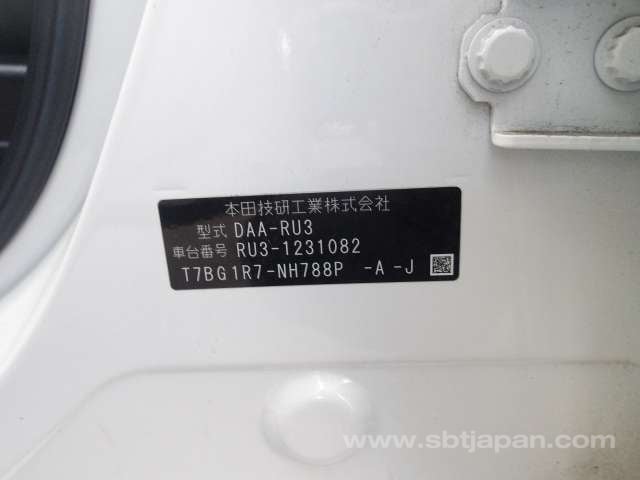 本田技研工業株式会社
型式 DAA-RU3
車台番号 RU3-1231082
T7BG1R7-NH788P -A-J
www.sbtjapan.com